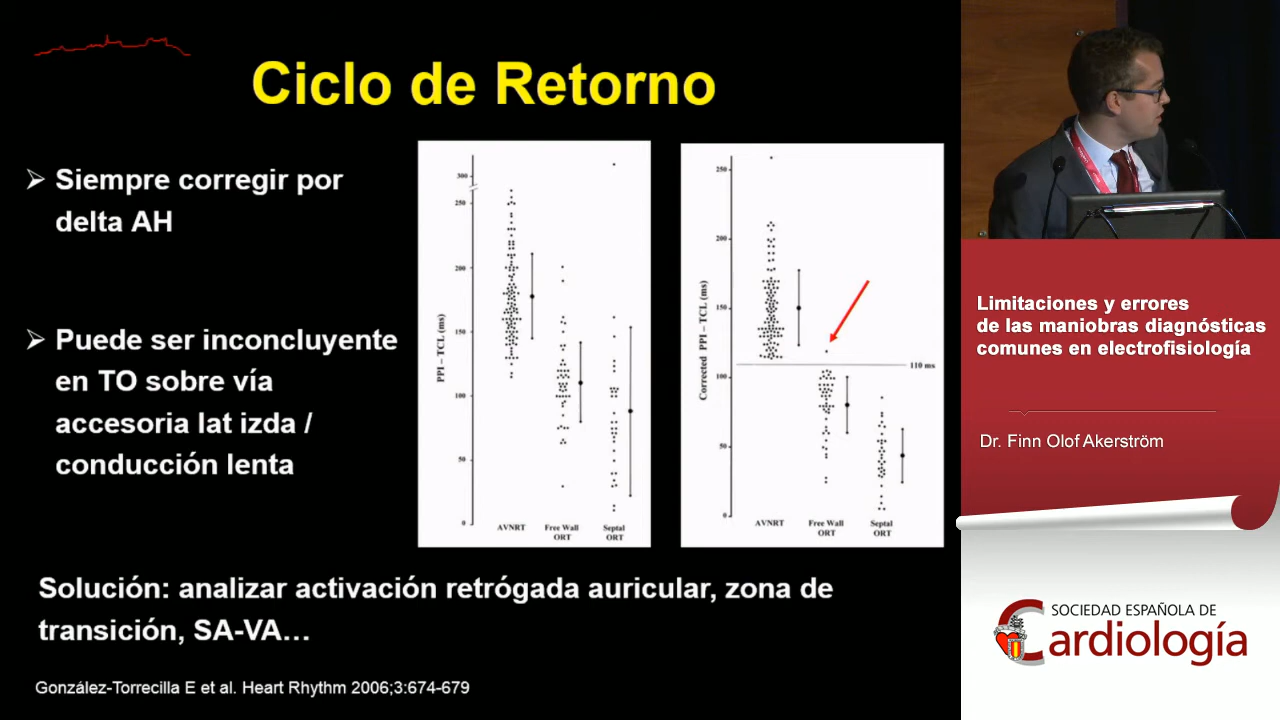 Ciclo de Retorno
Siempre corregir por
delta AH
Puede ser inconcluyente
en TO sobre vía
accesoria lat izda /
conducción lenta
PPI – TCL (ms)
300
250
200
150
100
50
0
AVNRT
Free Wall
ORT
Septal
ORT
Corrected PPI – TCL (ms)
250
200
150
100
50
0
110 ms
AVNRT
Free Wall
ORT
Septal
ORT
Solución: analizar activación retrógada auricular, zona de
transición, SA-VA...
González-Torrecilla E et al. Heart Rhythm 2006;3:674-679
Limitaciones y errores
de las maniobras diagnósticas
comunes en electrofisiología
Dr. Finn Olof Akerström
SOCIEDAD ESPAÑOLA DE
Cardiología